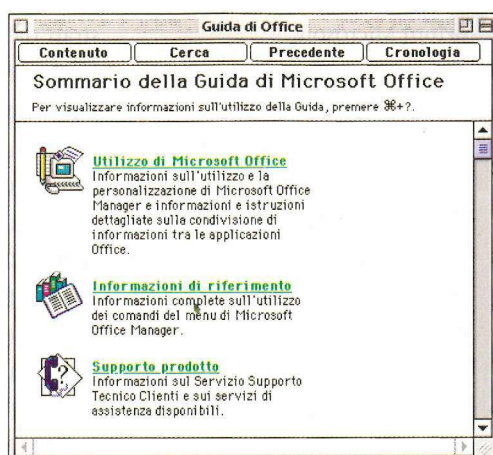 Guida di Office
Contenuto Cerca Precedente Cronologia
Sommario della Guida di Microsoft Office
Per visualizzare informazioni sull'utilizzo della Guida, premere ⌘+?.
Utilizzo di Microsoft Office
Informazioni sull'utilizzo e la
personalizzazione di Microsoft Office
Manager e informazioni e istruzioni
dettagliate sulla condivisione di
informazioni tra le applicazioni
Office.
Informazioni di riferimento
Informazioni complete sull'utilizzo
dei comandi del menu di Microsoft
Office Manager.
Supporto prodotto
Informazioni sul Servizio Supporto
Tecnico Clienti e sui servizi di
assistenza disponibili.